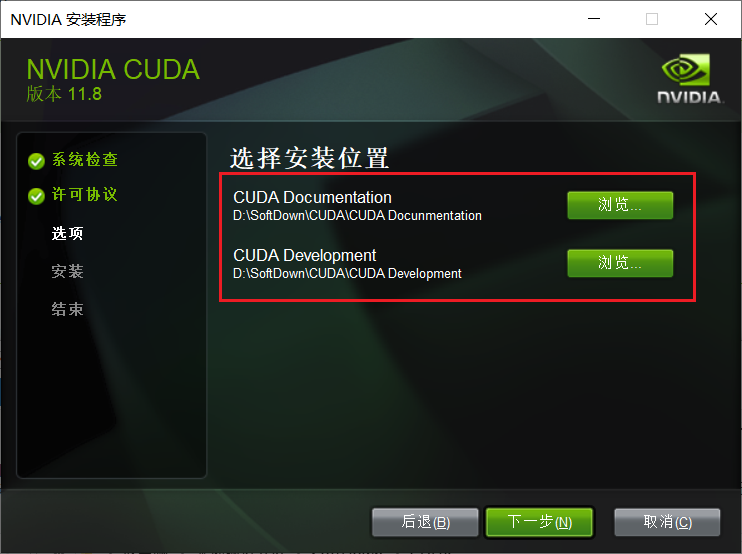 NVIDIA 安装程序
NVIDIA CUDA
版本 11.8
NVIDIA.
系统检查
许可协议
选项
安装
结束
选择安装位置
CUDA Documentation
D:\SoftDown\CUDA\CUDA Docunmentation
浏览...
CUDA Development
D:\SoftDown\CUDA\CUDA Development
浏览...
后退(B)
下一步(N)
取消(C)